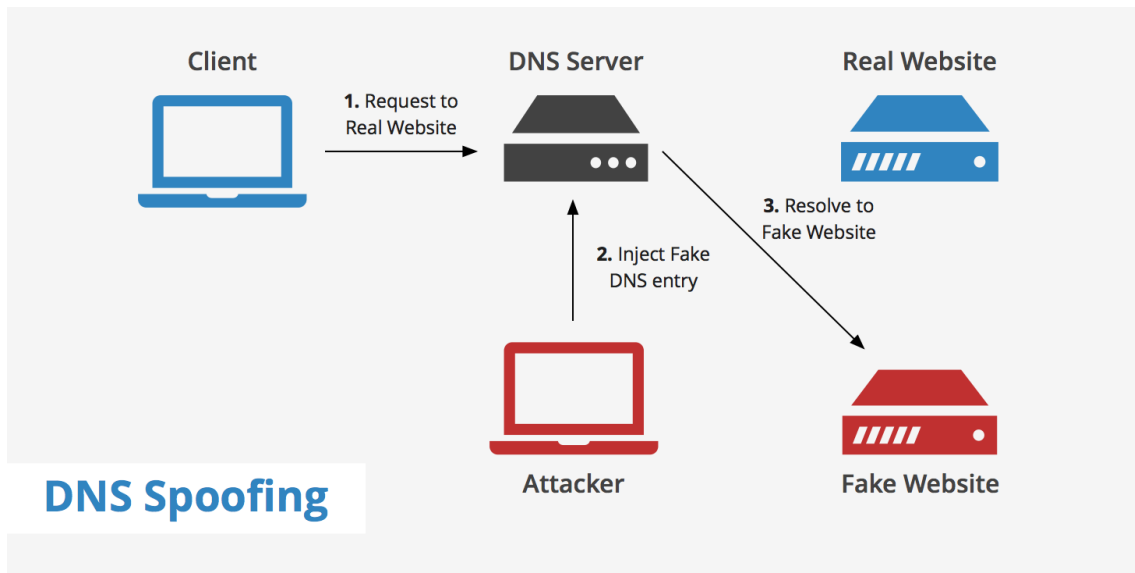 Client
DNS Server
Real Website
1. Request to
Real Website
3. Resolve to
Fake Website
2. Inject Fake
DNS entry
Attacker
Fake Website
DNS Spoofing